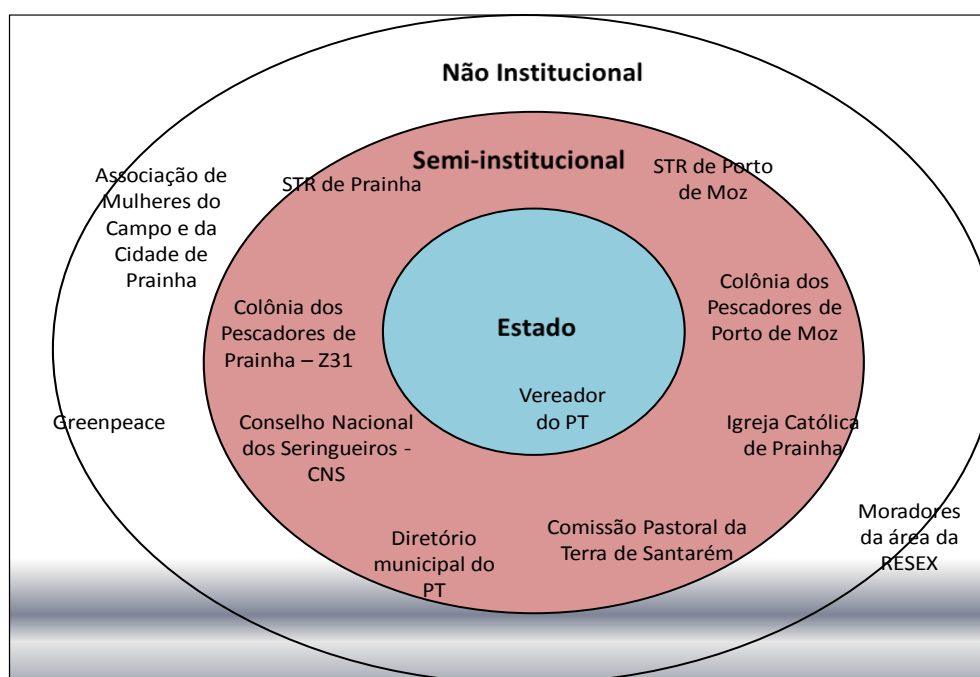 Não Institucional
Semi-institucional
STR de Prainha
STR de Porto
de Moz
Associação de
Mulheres do
Campo e da
Cidade de
Prainha
Colônia dos
Pescadores de
Prainha – Z31
Estado
Colônia dos
Pescadores de
Porto de Moz
Vereador
do PT
Greenpeace
Conselho Nacional
dos Seringueiros -
CNS
Igreja Católica
de Prainha
Diretório
municipal do
PT
Comissão Pastoral da
Terra de Santarém
Moradores
da área da
RESEX